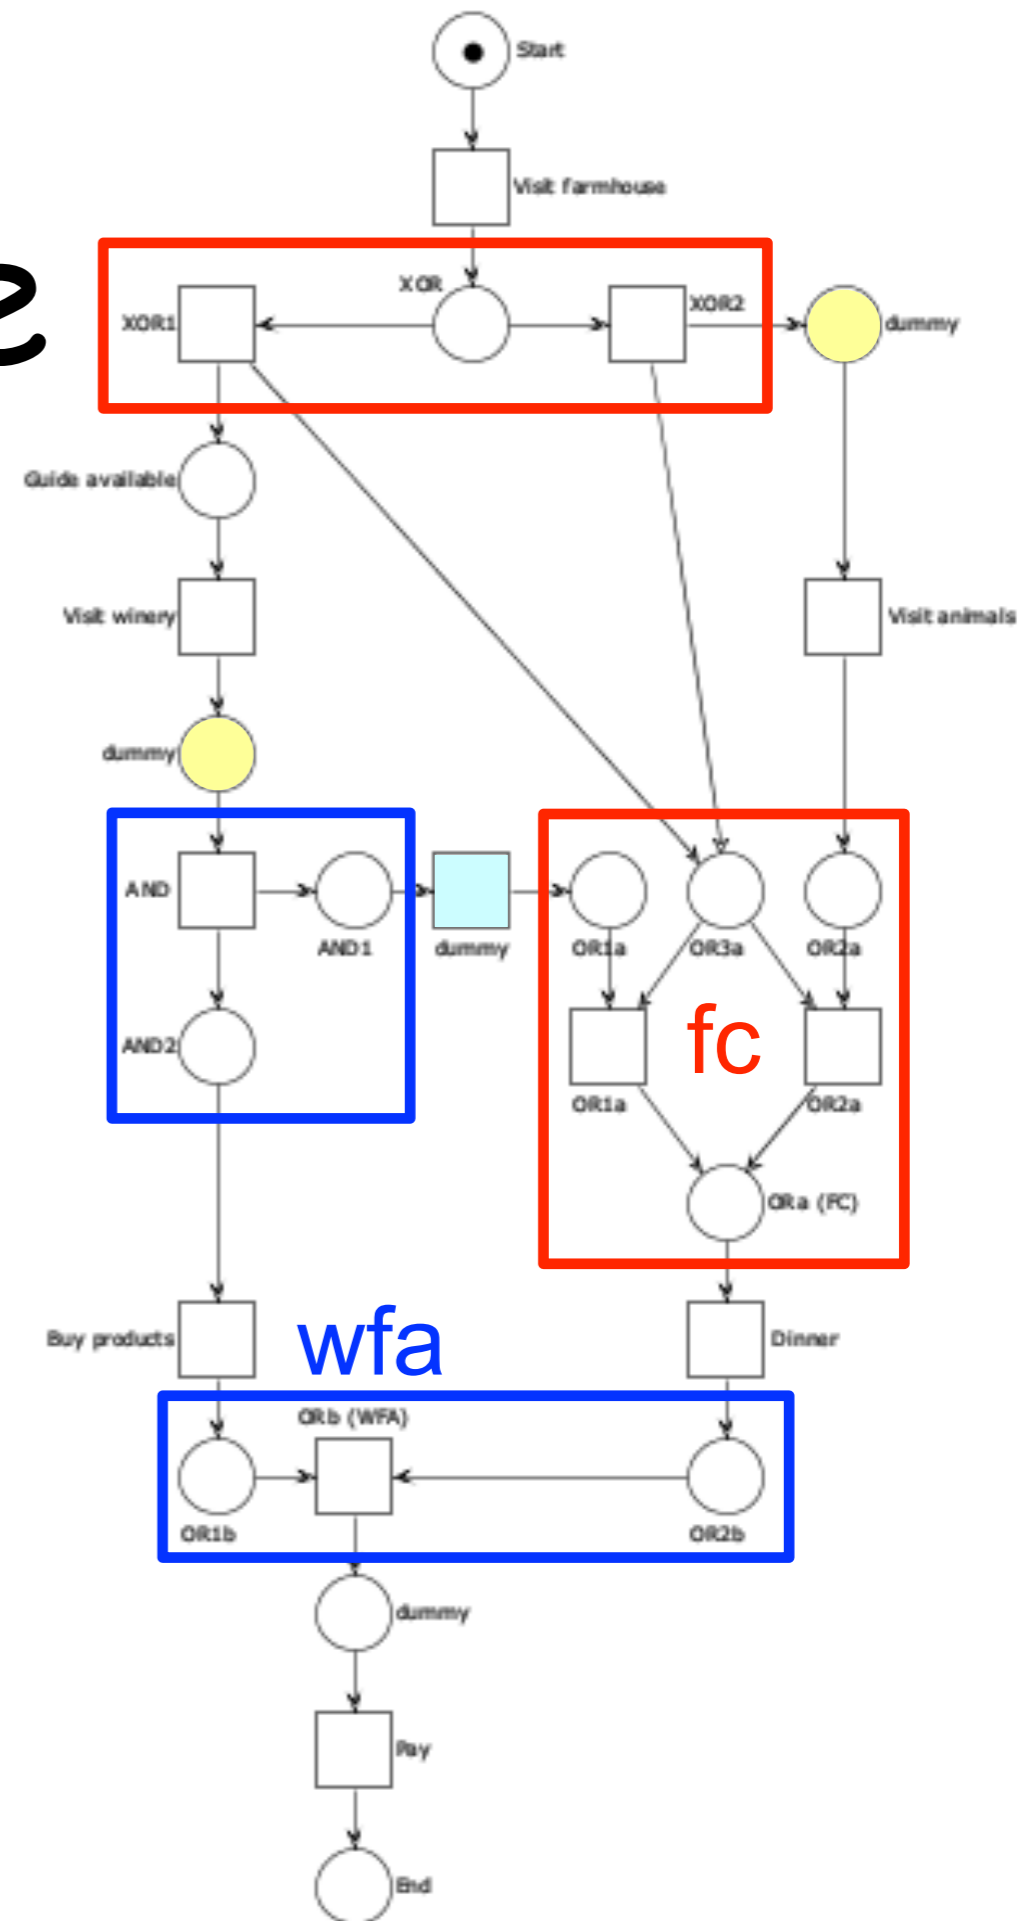 e
Start
Visit farmhouse
XOR
XOR1
XOR2
dummy
Guide available
Visit winery
Visit animals
dummy
AND
AND1
dummy
OR1a
OR3a
OR2a
AND2
fc
OR1a
OR2a
ORa (FC)
Buy products
wfa
Dinner
ORb (WFA)
OR1b
OR2b
dummy
Pay
End